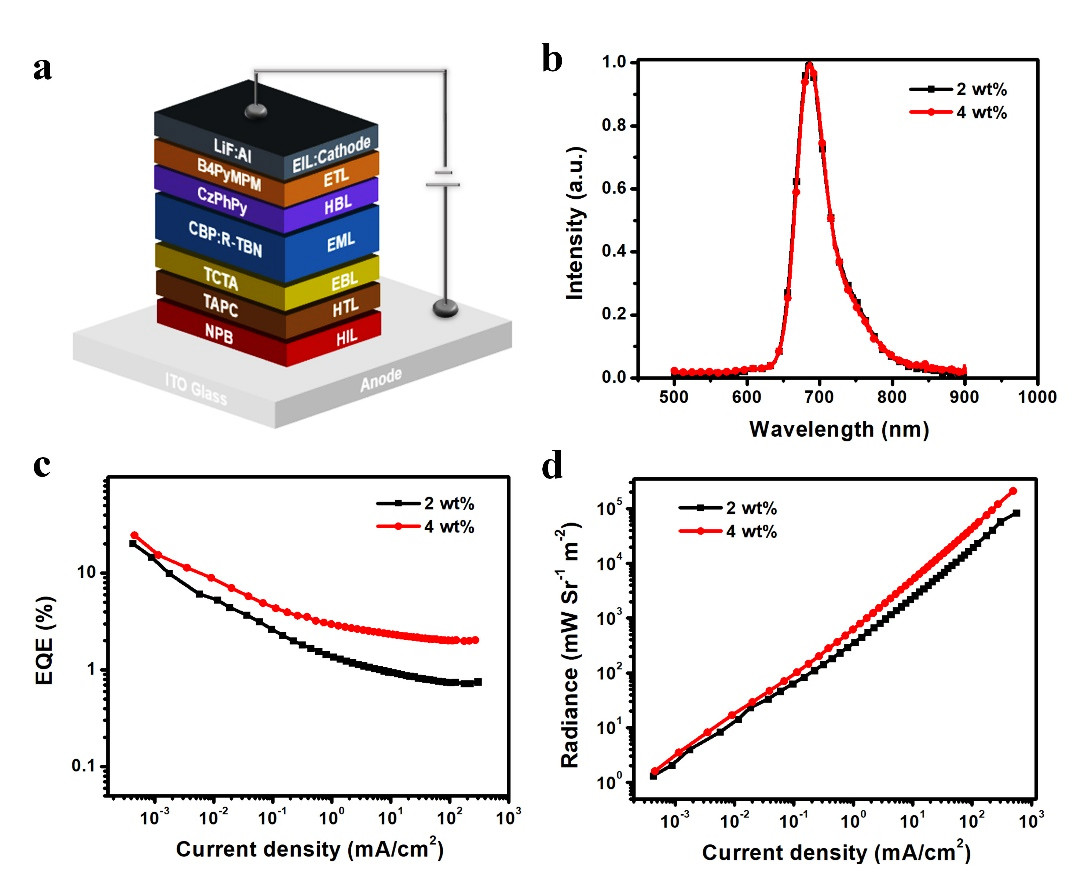 a
LiF:Al
EIL:Cathode
B4PyMPM
ETL
CzPhPy
HBL
CBP:R-TBN
EML
TCTA
EBL
TAPC
HTL
NPB
HIL
ITO Glass
Anode
b
2 wt%
4 wt%
1.0
0.8
0.6
0.4
0.2
0.0
Intensity (a.u.)
500 600 700 800 900 1000
Wavelength (nm)
c
2 wt%
4 wt%
10
1
0.1
EQE (%)
10⁻³ 10⁻² 10⁻¹ 10⁰ 10¹ 10² 10³
Current density (mA/cm²)
d
2 wt%
4 wt%
10⁵
10⁴
10³
10²
10¹
10⁰
Radiance (mW Sr⁻¹ m⁻²)
10⁻³ 10⁻² 10⁻¹ 10⁰ 10¹ 10² 10³
Current density (mA/cm²)